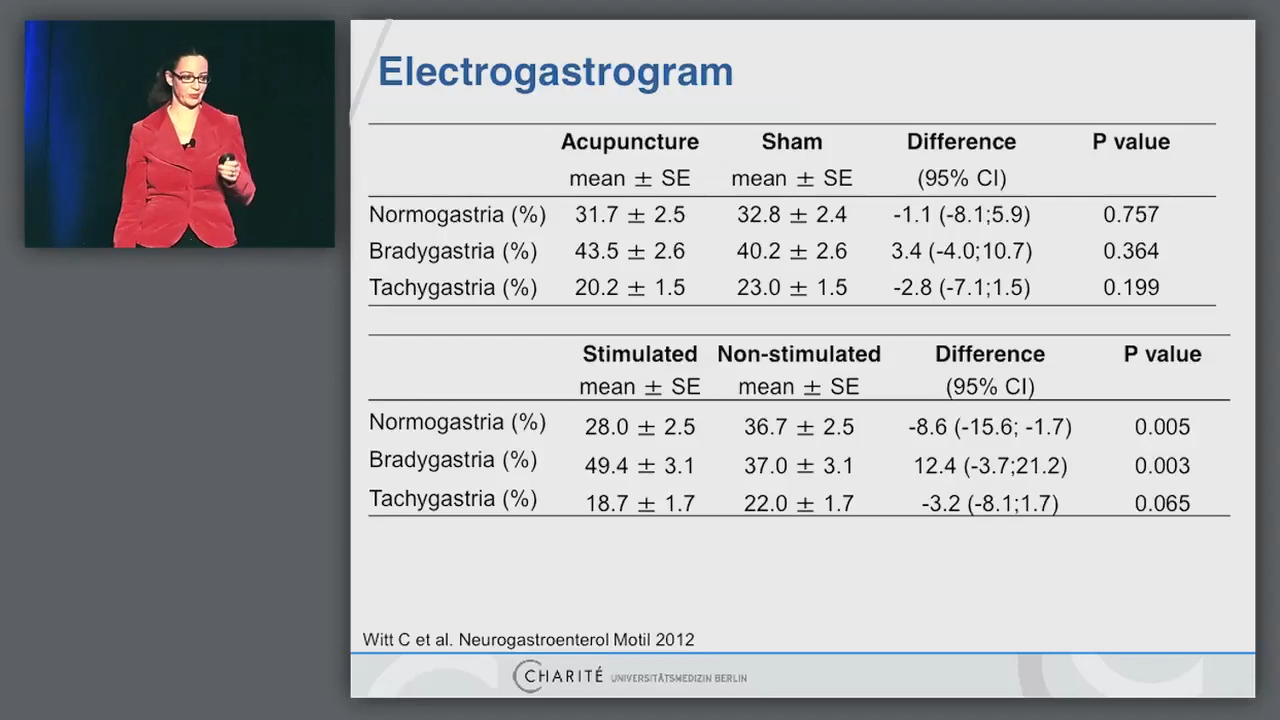 Electrogastrogram
Acupuncture Sham Difference P value
mean ± SE mean ± SE (95% CI)
Normogastria (%) 31.7 ± 2.5 32.8 ± 2.4 -1.1 (-8.1;5.9) 0.757
Bradygastria (%) 43.5 ± 2.6 40.2 ± 2.6 3.4 (-4.0;10.7) 0.364
Tachygastria (%) 20.2 ± 1.5 23.0 ± 1.5 -2.8 (-7.1;1.5) 0.199
Stimulated Non-stimulated Difference P value
mean ± SE mean ± SE (95% CI)
Normogastria (%) 28.0 ± 2.5 36.7 ± 2.5 -8.6 (-15.6; -1.7) 0.005
Bradygastria (%) 49.4 ± 3.1 37.0 ± 3.1 12.4 (-3.7;21.2) 0.003
Tachygastria (%) 18.7 ± 1.7 22.0 ± 1.7 -3.2 (-8.1;1.7) 0.065
Witt C et al. Neurogastroenterol Motil 2012
CHARITÉ UNIVERSITÄTSMEDIZIN BERLIN